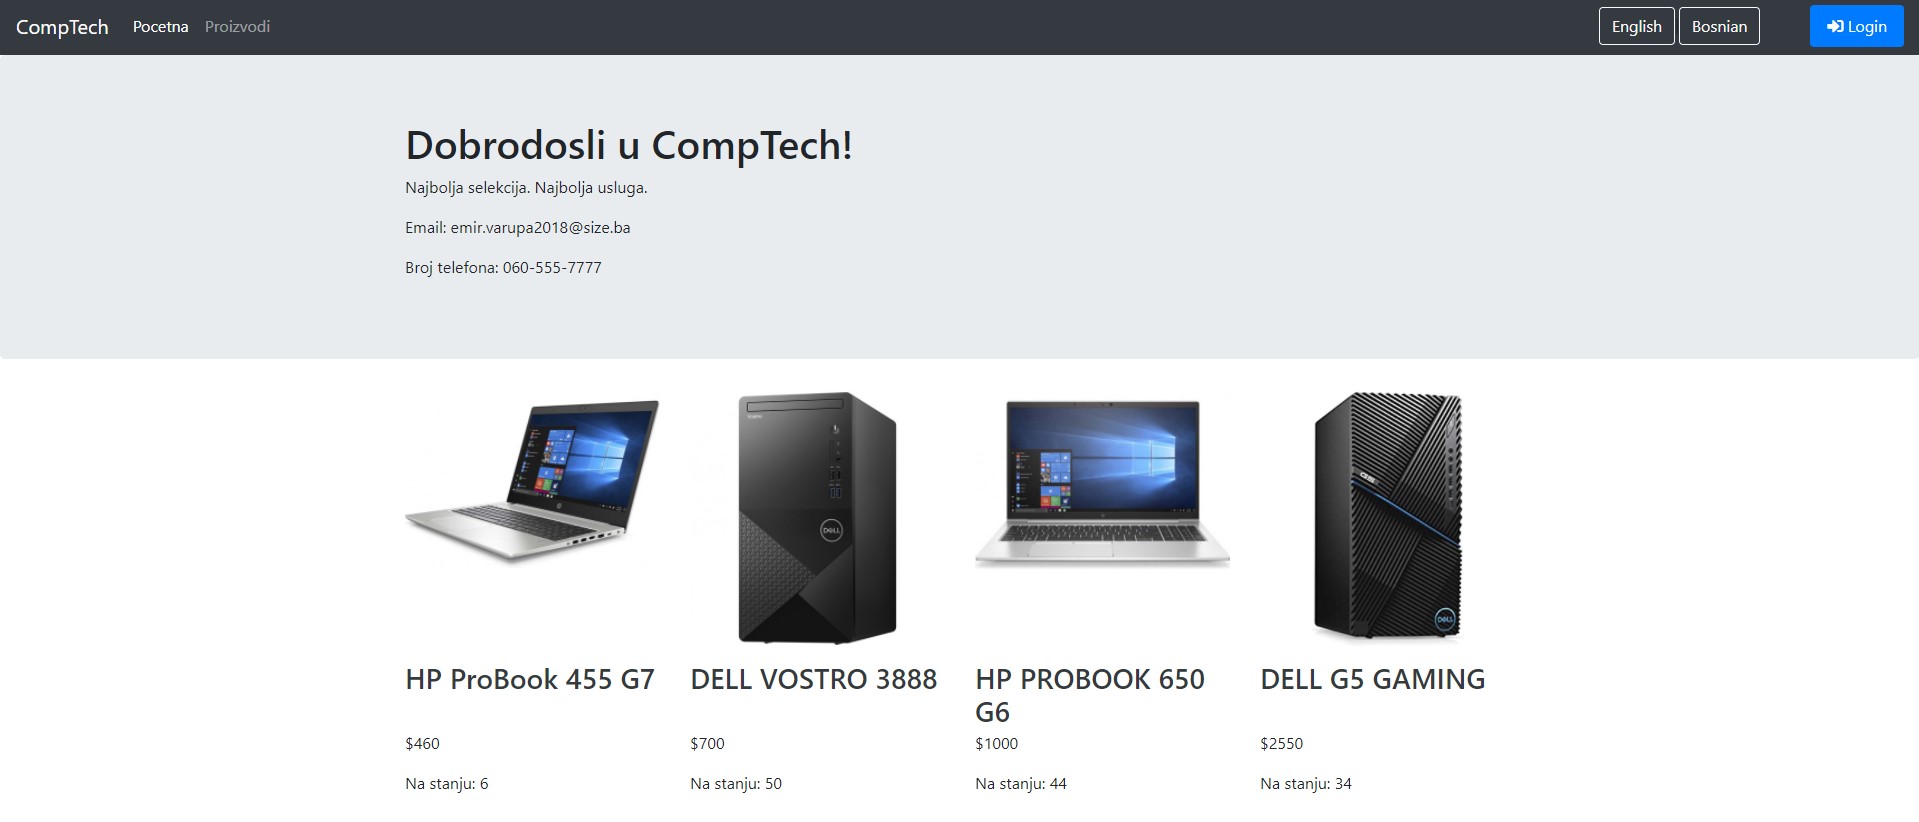 CompTech Pocetna Proizvodi English Bosnian Login
Dobrodosli u CompTech!
Najbolja selekcija. Najbolja usluga.
Email: emir.varupa2018@size.ba
Broj telefona: 060-555-7777
DELL
DELL
HP ProBook 455 G7
$460
Na stanju: 6
DELL VOSTRO 3888
$700
Na stanju: 50
HP PROBOOK 650
G6
$1000
Na stanju: 44
DELL G5 GAMING
$2550
Na stanju: 34